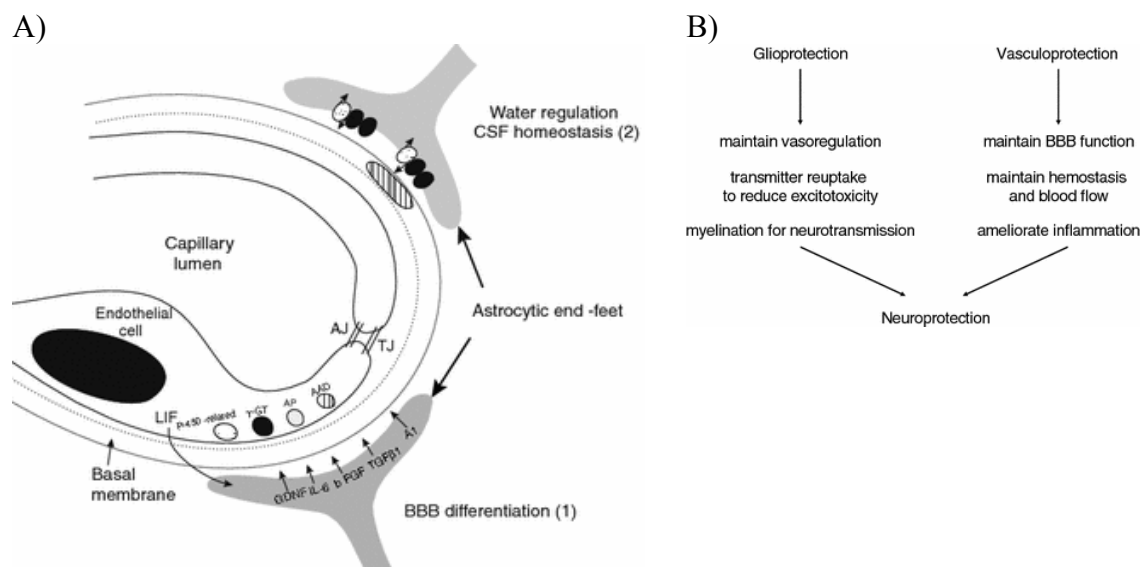 A)
Water regulation
CSF homeostasis (2)
Capillary
lumen
Astrocytic end -feet
Endothelial
cell
AJ
TJ
LIF
P-450 -related
γ-GT
AP
AAD
Basal
membrane
GDNF IL-6 b FGF TGFβ1 A1
BBB differentiation (1)
B)
Glioprotection
Vasculoprotection
maintain vasoregulation
maintain BBB function
transmitter reuptake
to reduce excitotoxicity
maintain hemostasis
and blood flow
myelination for neurotransmission
ameliorate inflammation
Neuroprotection